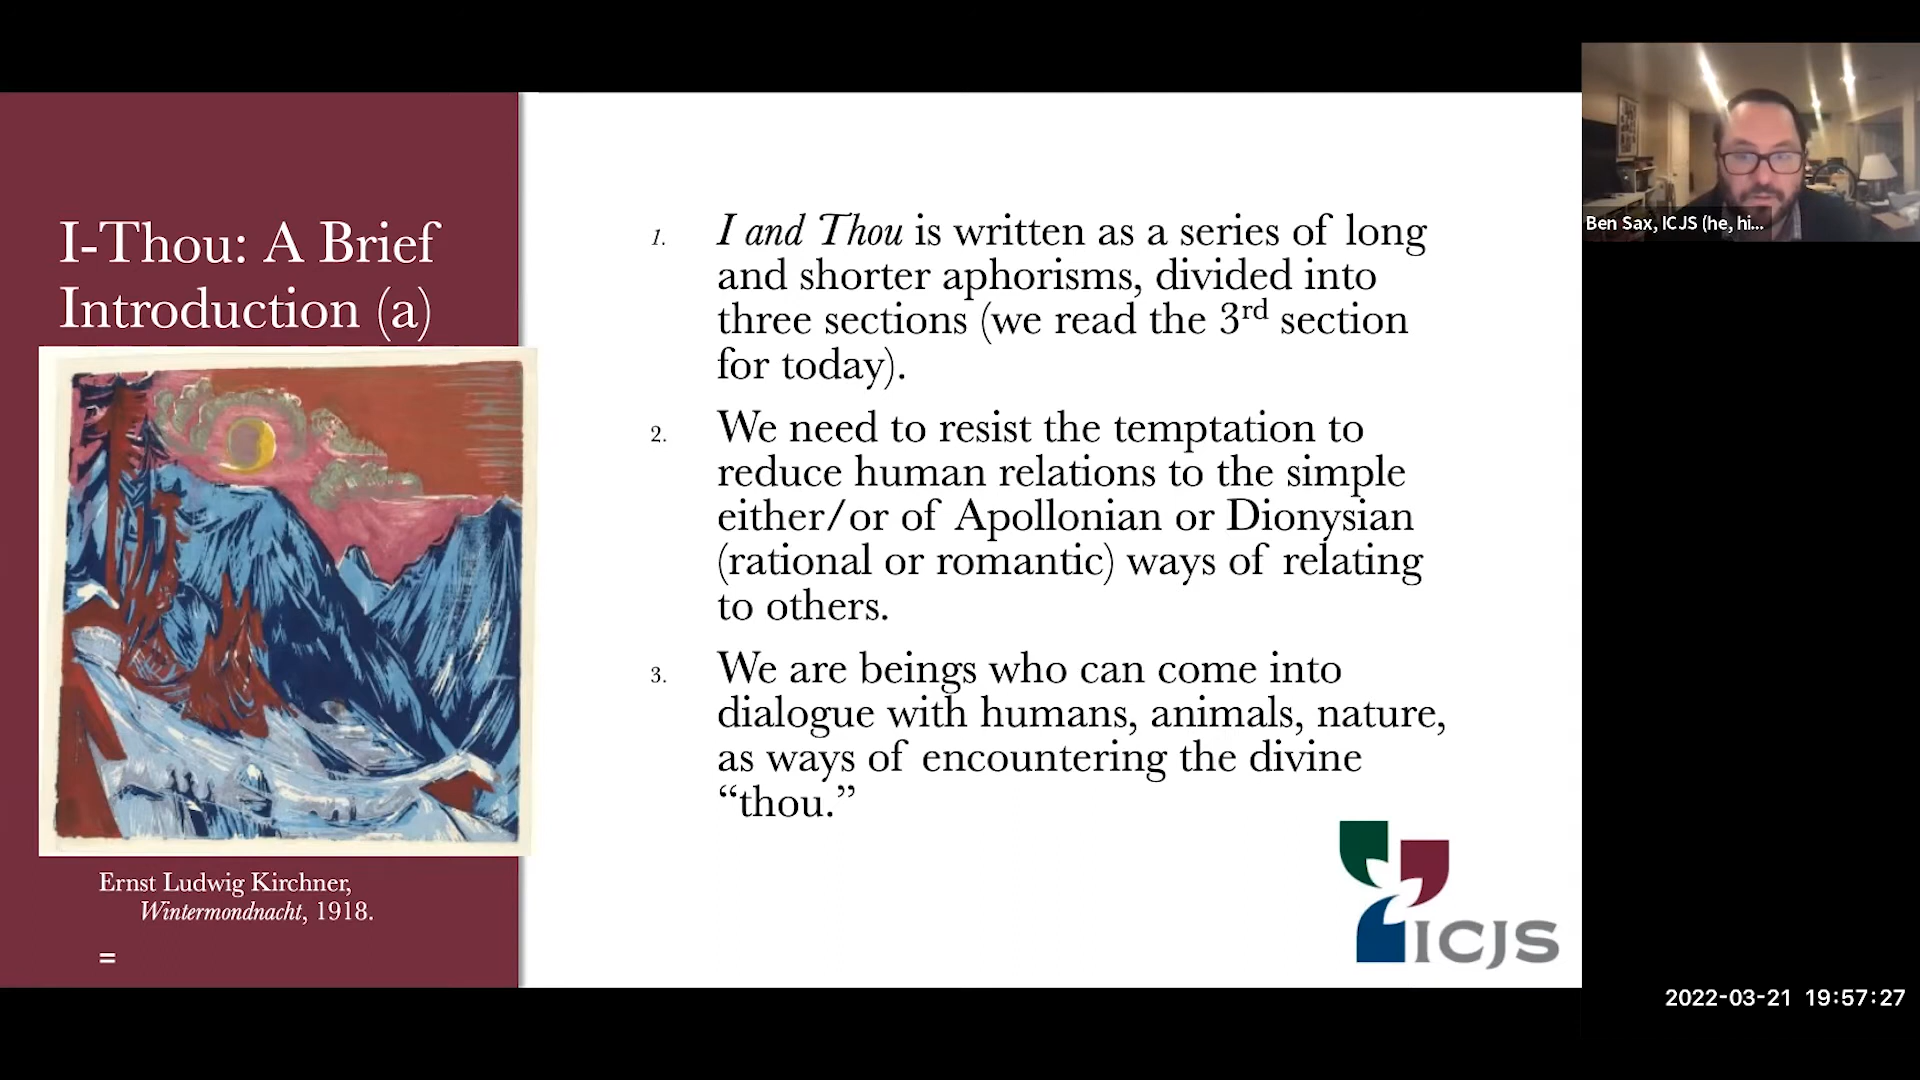 I-Thou: A Brief
Introduction (a)
Ernst Ludwig Kirchner,
Wintermondnacht, 1918.
=
1. I and Thou is written as a series of long
and shorter aphorisms, divided into
three sections (we read the 3rd section
for today).
2. We need to resist the temptation to
reduce human relations to the simple
either/or of Apollonian or Dionysian
(rational or romantic) ways of relating
to others.
3. We are beings who can come into
dialogue with humans, animals, nature,
as ways of encountering the divine
“thou.”
ICJS
Ben Sax, ICJS (he, hi...
2022-03-21 19:57:27